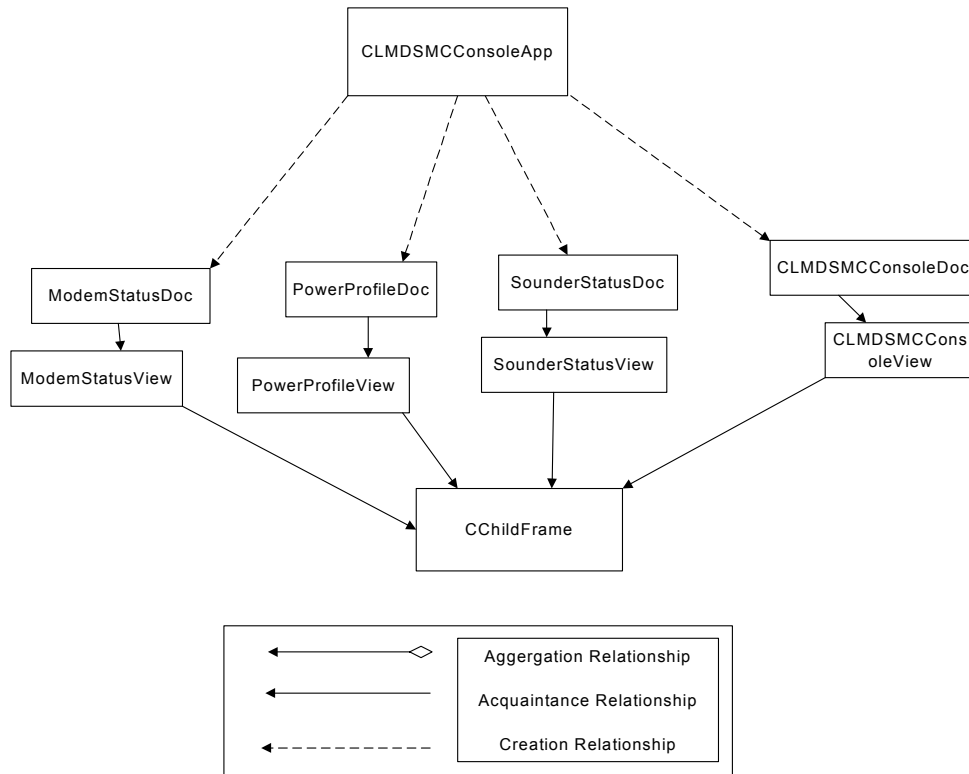 CLMDSMCConsoleApp
ModemStatusDoc
PowerProfileDoc
SounderStatusDoc
CLMDSMCConsoleDoc
ModemStatusView
PowerProfileView
SounderStatusView
CLMDSMCCons
oleView
CChildFrame
Aggergation Relationship
Acquaintance Relationship
Creation Relationship